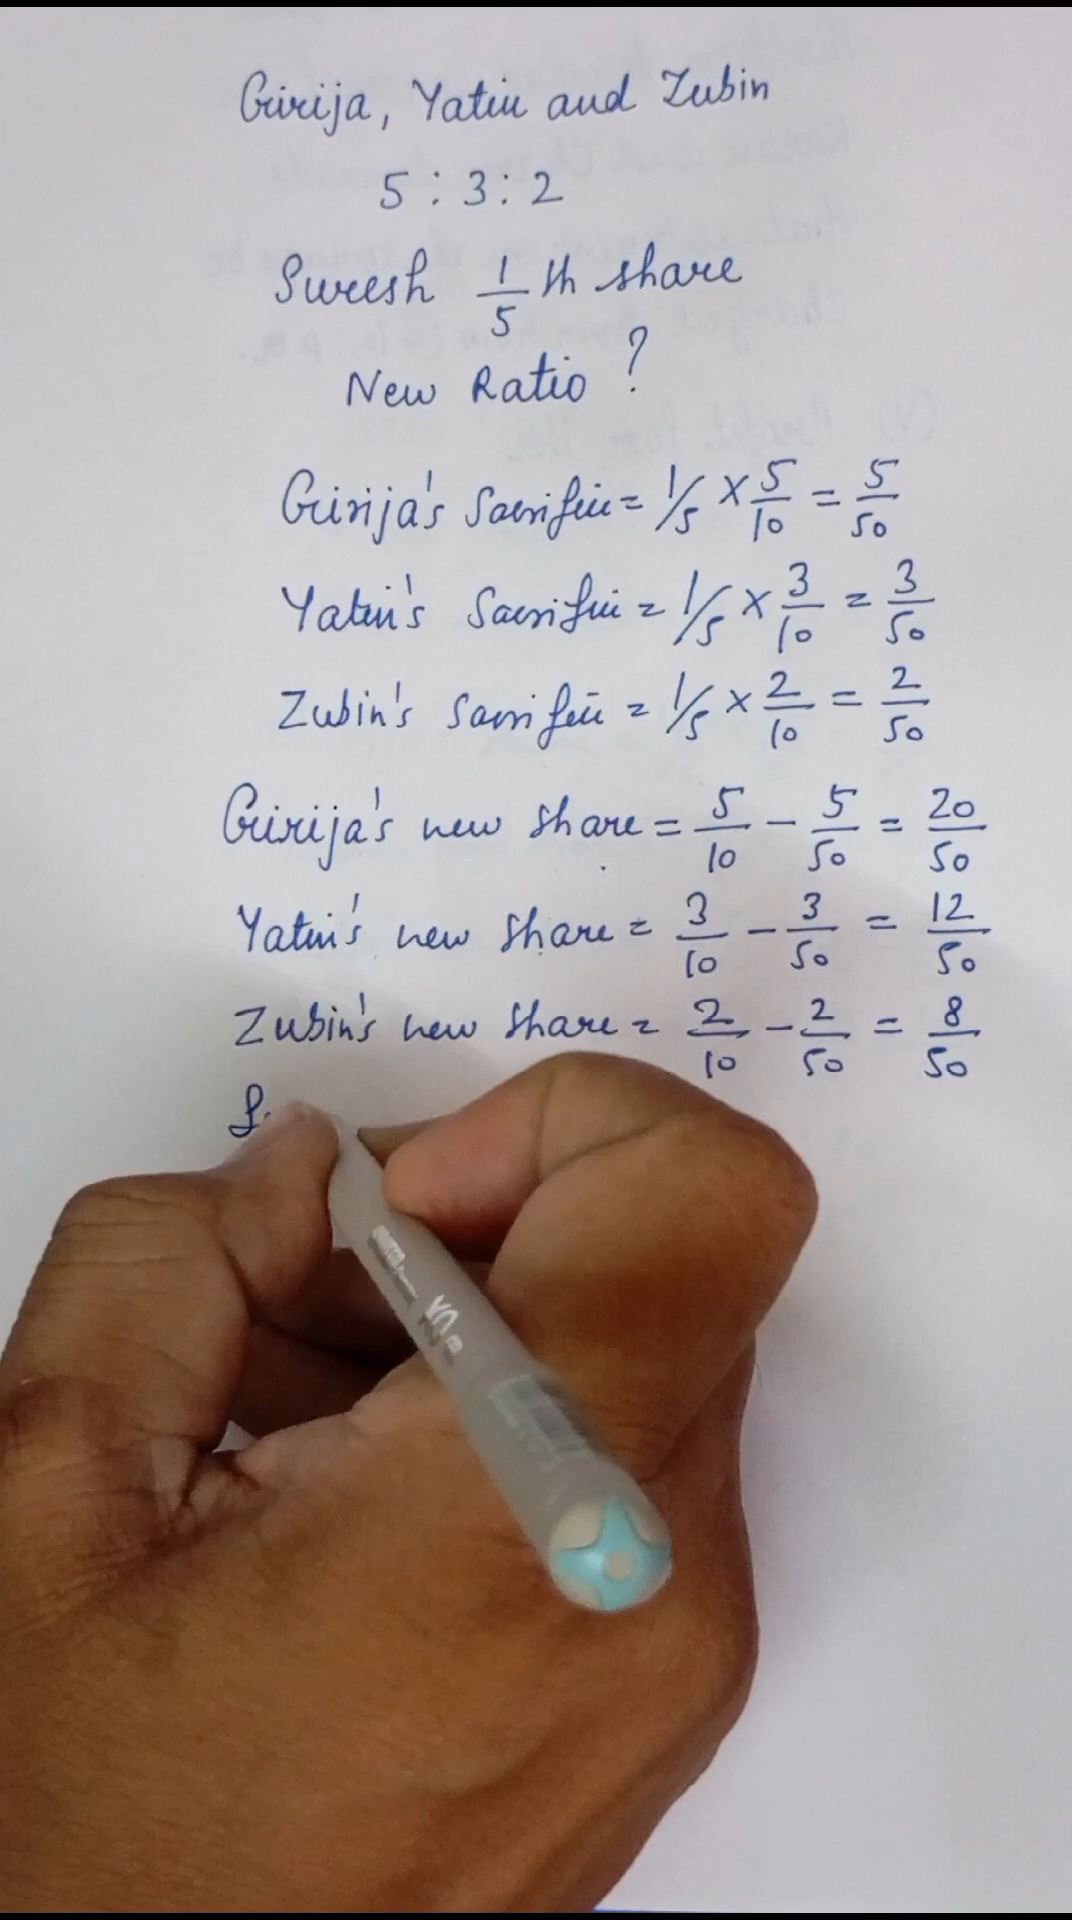 Girija, Yatin and Zubin
5 : 3 : 2
Suresh 1/5 th share
New Ratio ?
Girija's Sacrifice = 1/5 × 5/10 = 5/50
Yatin's Sacrifice = 1/5 × 3/10 = 3/50
Zubin's Sacrifice = 1/5 × 2/10 = 2/50
Girija's new share = 5/10 - 5/50 = 20/50
Yatin's new share = 3/10 - 3/50 = 12/50
Zubin's new share = 2/10 - 2/50 = 8/50
S